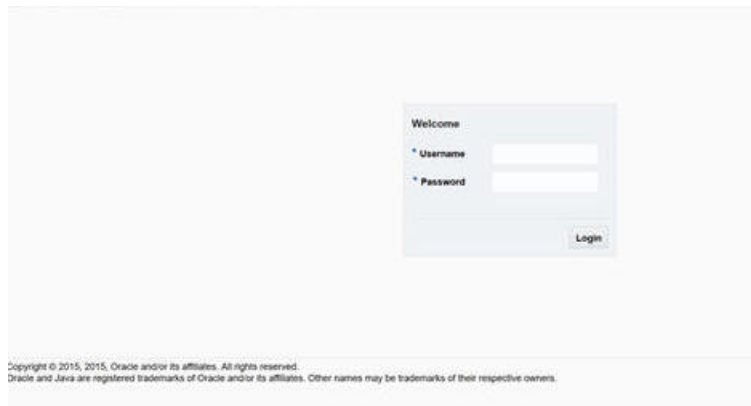 Welcome
* Username
* Password
Login
Copyright © 2015, 2015, Oracle and/or its affiliates. All rights reserved.
Oracle and Java are registered trademarks of Oracle and/or its affiliates. Other names may be trademarks of their respective owners.